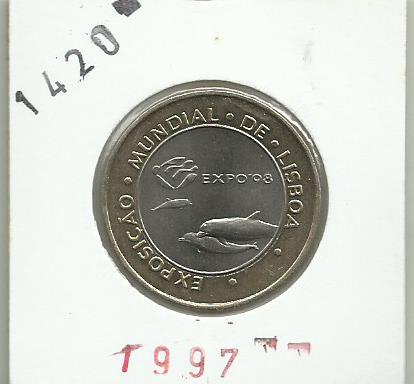 1420
EXPOSIÇÃO • MUNDIAL • DE • LISBOA
EXPO'98
1997